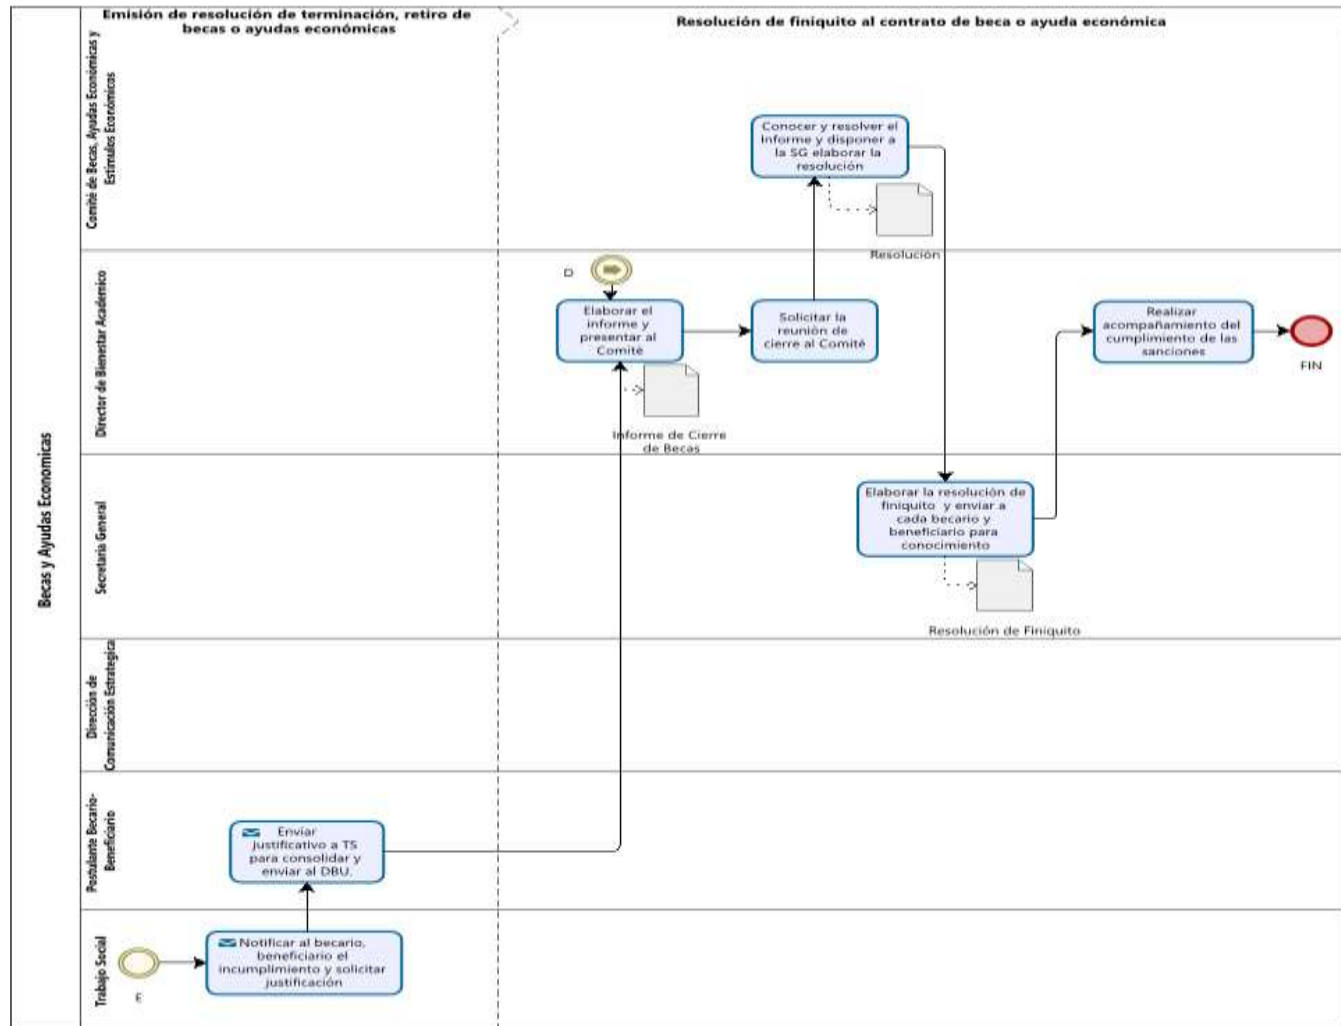 Emisión de resolución de terminación, retiro de
becas o ayudas económicas
Resolución de finiquito al contrato de beca o ayuda económica
Becas y Ayudas Economicas
Comité de Becas, Ayudas Económicas y
Estímulos Económicos
Conocer y resolver el
informe y disponer a
la SG elaborar la
resolución
Resolución
Director de Bienestar Academico
D
Elaborar el
informe y
presentar al
Comité
Solicitar la
reunión de
cierre al Comité
Realizar
acompañamiento del
cumplimiento de las
sanciones
FIN
Informe de Cierre
de Becas
Secretaria General
Elaborar la resolución de
finiquito y enviar a
cada becario y
beneficiario para
conocimiento
Resolución de Finiquito
Dirección de
Comunicación Estrategica
Postulante Becario-
Beneficiario
Enviar
justificativo a TS
para consolidar y
enviar al DBU.
Trabajo Social
E
Notificar al becario,
beneficiario el
incumplimiento y solicitar
justificación